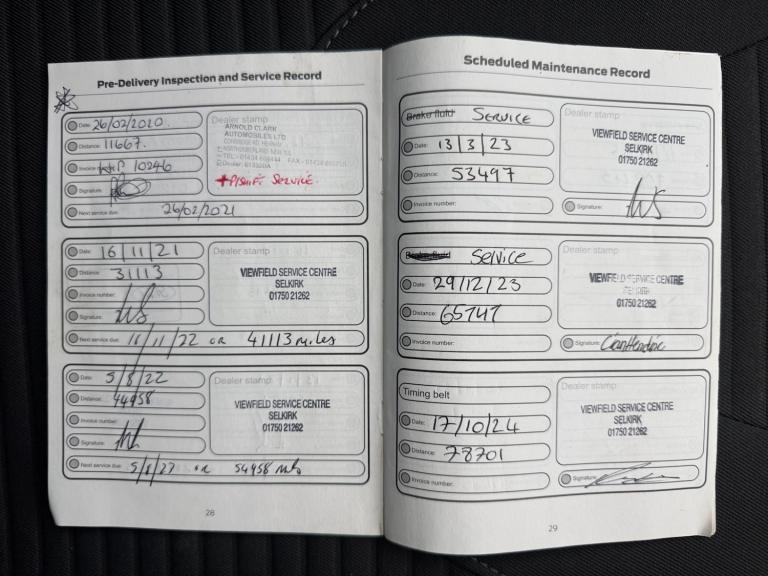 Pre-Delivery Inspection and Service Record
Date: 26/02/2020.
Distance: 11667.
Invoice 10246
Signature:
Next service due: 26/02/2021
Dealer stamp
ARNOLD CLARK
AUTOMOBILES LTD
SERVICE.
Date: 16/11/21
Distance: 31113
Invoice number:
Signature:
Next service due: 16/11/22 OR 41113 miles
Dealer stamp
VIEWFIELD SERVICE CENTRE
SELKIRK
01750 21262
Date: 5/8/22
Distance: 44958
Invoice number:
Signature:
Next service due: 5/8/23 OR 54958 mls
Dealer stamp
VIEWFIELD SERVICE CENTRE
SELKIRK
01750 21262
28
Scheduled Maintenance Record
Brake fluid SERVICE
Date: 13/3/23
Distance: 53497
Invoice number:
Dealer stamp
VIEWFIELD SERVICE CENTRE
SELKIRK
01750 21262
Signature:
Brake fluid Service
Date: 29/12/23
Distance: 65747
Invoice number:
Dealer stamp
VIEWFIELD SERVICE CENTRE
SELKIRK
01750 21262
Signature:
Timing belt
Date: 17/10/24
Distance: 78701
Invoice number:
Dealer stamp
VIEWFIELD SERVICE CENTRE
SELKIRK
01750 21262
Signature:
29